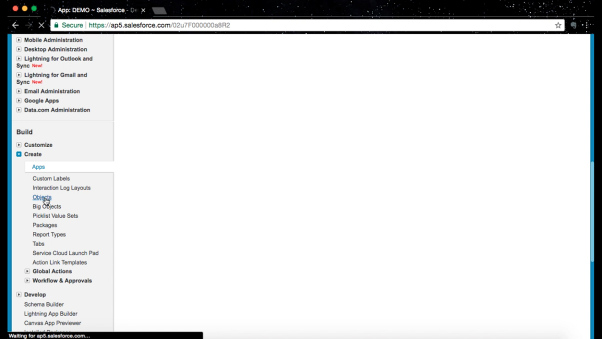 App: DEMO ~ Salesforce - De
Secure
https://ap5.salesforce.com/02u7F000000a8R2
Mobile Administration
Desktop Administration
Lightning for Outlook and
Sync New!
Lightning for Gmail and
Sync New!
Email Administration
Google Apps
Data.com Administration
Build
Customize
Create
Apps
Custom Labels
Interaction Log Layouts
Objects
Big Objects
Picklist Value Sets
Packages
Report Types
Tabs
Service Cloud Launch Pad
Action Link Templates
Global Actions
Workflow & Approvals
Develop
Schema Builder
Lightning App Builder
Canvas App Previewer
Waiting for ap5.salesforce.com...